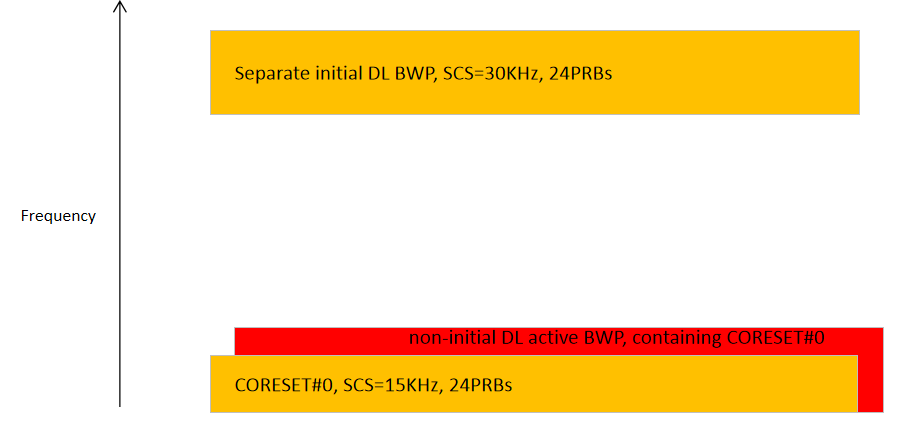 Separate initial DL BWP, SCS=30KHz, 24PRBs
Frequency
non-initial DL active BWP, containing CORESET#0
CORESET#0, SCS=15KHz, 24PRBs